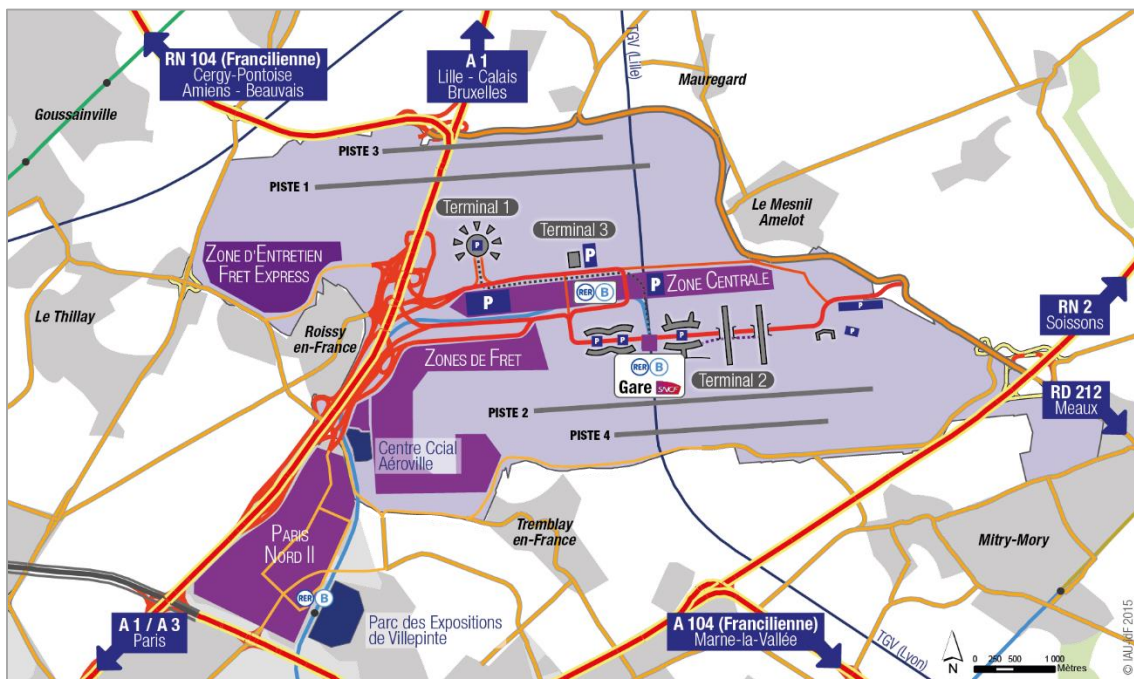 RN 104 (Francilienne)
Cergy-Pontoise
Amiens - Beauvais
A 1
Lille - Calais
Bruxelles
TGV (Lille)
Mauregard
Goussainville
PISTE 3
PISTE 1
Terminal 1
P
Terminal 3
P
Le Mesnil
Amelot
ZONE D'ENTRETIEN
FRET EXPRESS
P
RER B
P
ZONE CENTRALE
P
P
RN 2
Soissons
Le Thillay
Roissy
en-France
ZONES DE FRET
P
P
P
RER B
Gare SNCF
Terminal 2
PISTE 2
PISTE 4
RD 212
Meaux
Centre Ccial
Aéroville
PARIS
NORD II
Tremblay
en-France
Mitry-Mory
RER B
Parc des Expositions
de Villepinte
A 1 / A 3
Paris
A 104 (Francilienne)
Marne-la-Vallée
TGV (Lyon)
N
0 250 500 1 000
Mètres
© IAU îdF 2015